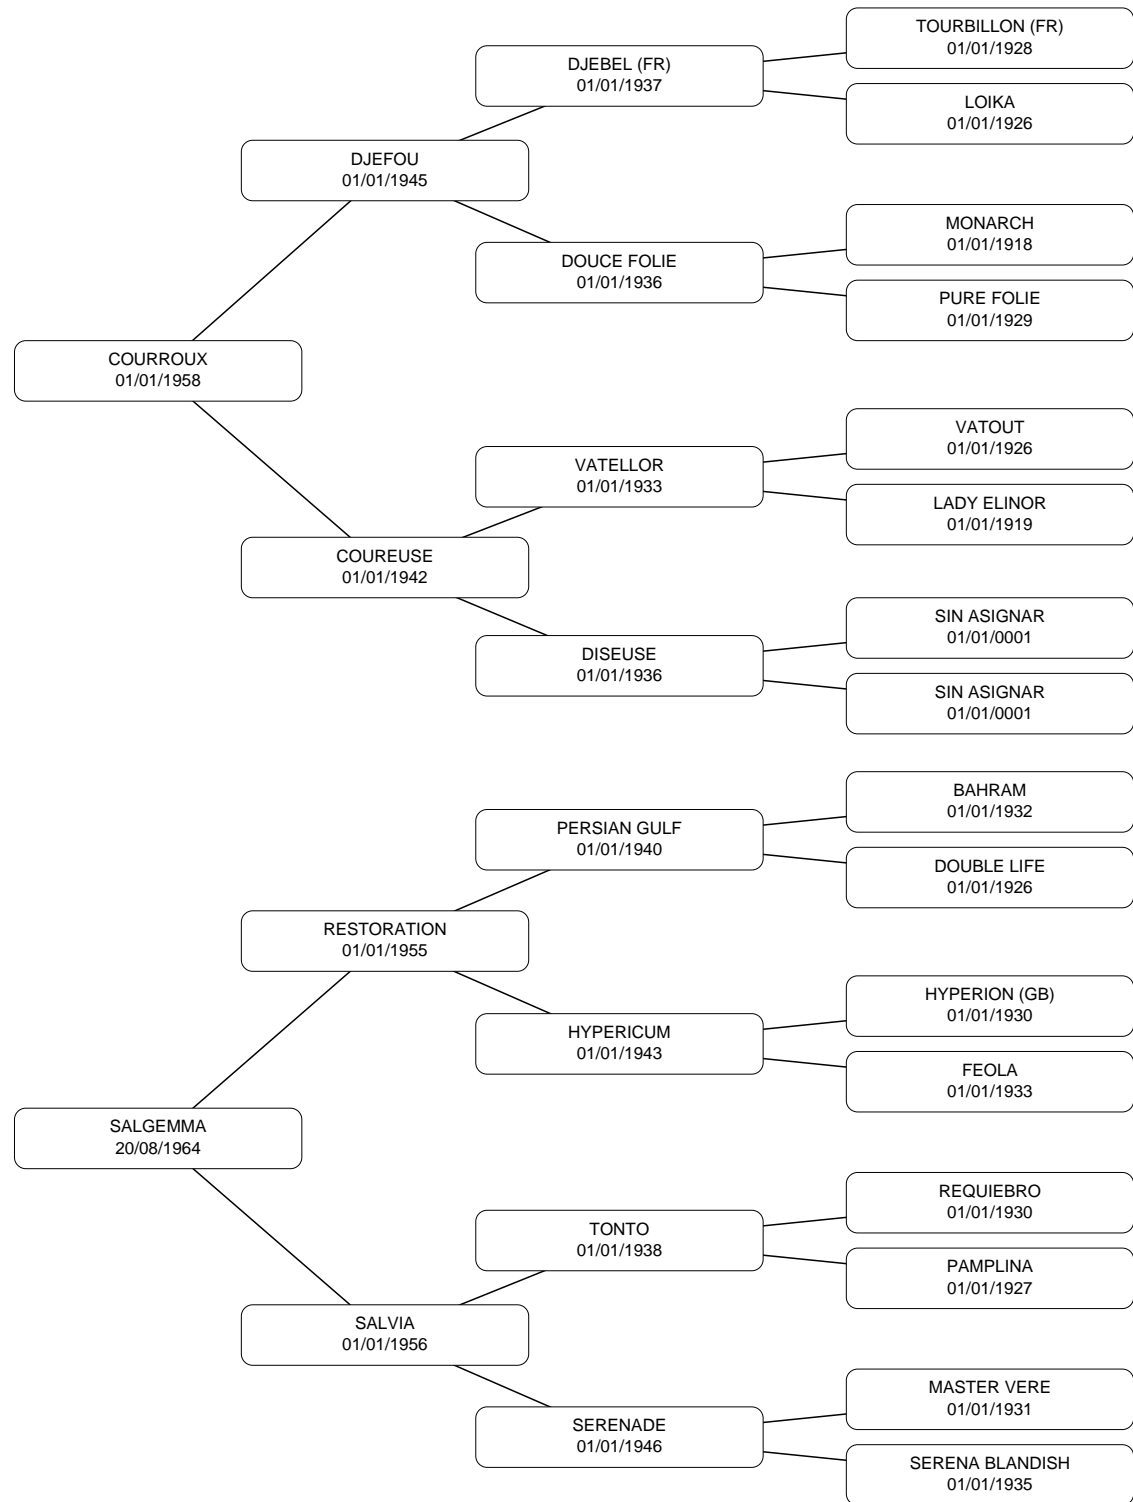 TOURBILLON (FR)
01/01/1928
DJEBEL (FR)
01/01/1937
LOIKA
01/01/1926
DJEFOU
01/01/1945
MONARCH
01/01/1918
DOUCE FOLIE
01/01/1936
PURE FOLIE
01/01/1929
COURROUX
01/01/1958
VATOUT
01/01/1926
VATELLOR
01/01/1933
LADY ELINOR
01/01/1919
COUREUSE
01/01/1942
SIN ASIGNAR
01/01/0001
DISEUSE
01/01/1936
SIN ASIGNAR
01/01/0001
BAHRAM
01/01/1932
PERSIAN GULF
01/01/1940
DOUBLE LIFE
01/01/1926
RESTORATION
01/01/1955
HYPERION (GB)
01/01/1930
HYPERICUM
01/01/1943
FEOLA
01/01/1933
SALGEMMA
20/08/1964
REQUIEBRO
01/01/1930
TONTO
01/01/1938
PAMPLINA
01/01/1927
SALVIA
01/01/1956
MASTER VERE
01/01/1931
SERENADE
01/01/1946
SERENA BLANDISH
01/01/1935